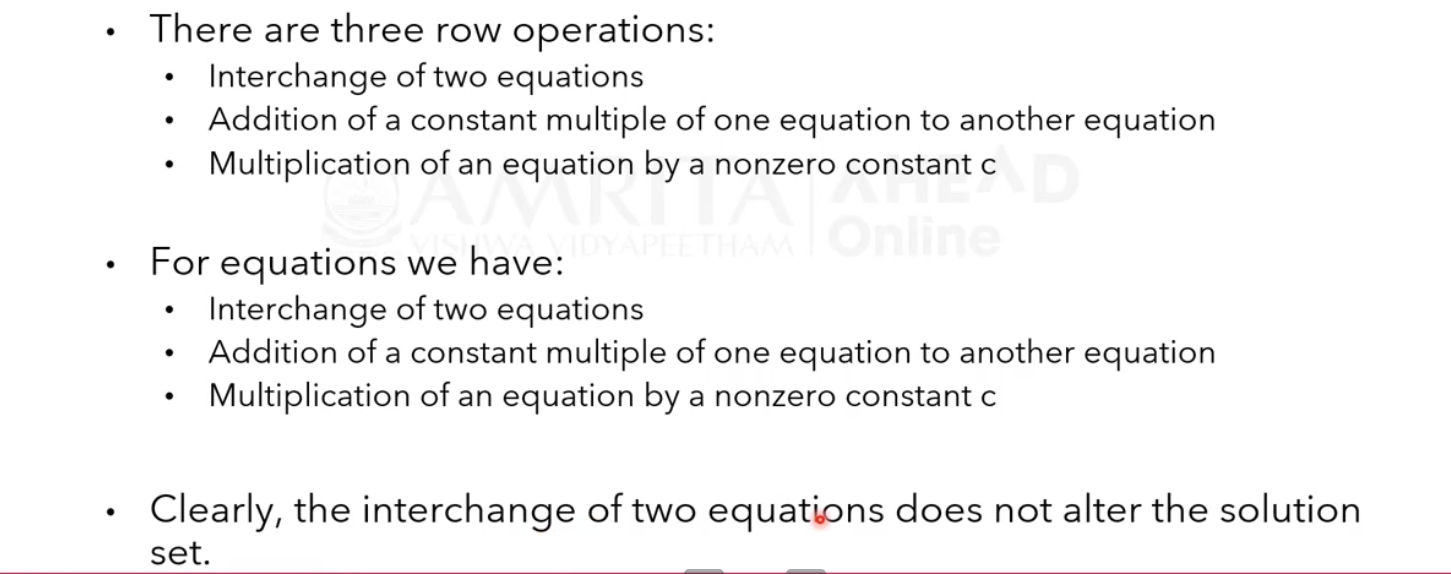 • There are three row operations:
• Interchange of two equations
• Addition of a constant multiple of one equation to another equation
• Multiplication of an equation by a nonzero constant c
AMRITA AHEAD
VISHWA VIDYAPEETHAM Online
• For equations we have:
• Interchange of two equations
• Addition of a constant multiple of one equation to another equation
• Multiplication of an equation by a nonzero constant c
• Clearly, the interchange of two equations does not alter the solution
set.